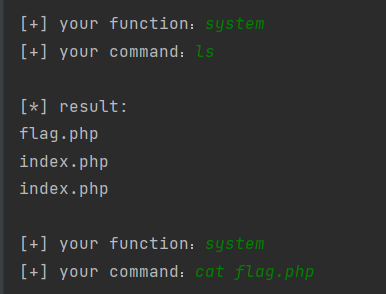 [+] your function：system
[+] your command：ls
[*] result:
flag.php
index.php
index.php
[+] your function：system
[+] your command：cat flag.php